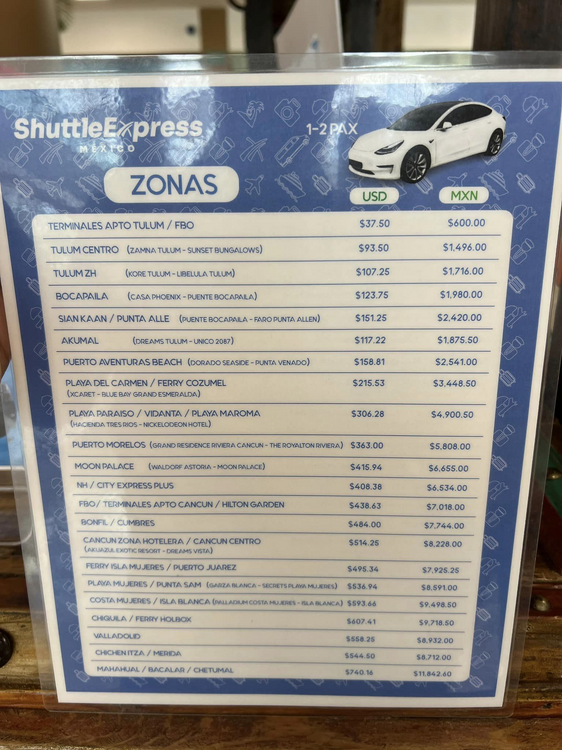 ShuttleExpress
MÉXICO
1-2 PAX
ZONAS
USD MXN
TERMINALES APTO TULUM / FBO $37.50 $600.00
TULUM CENTRO (ZAMNA TULUM - SUNSET BUNGALOWS) $93.50 $1,496.00
TULUM ZH (KORE TULUM - LIBELULA TULUM) $107.25 $1,716.00
BOCAPAILA (CASA PHOENIX - PUENTE BOCAPAILA) $123.75 $1,980.00
SIAN KAAN / PUNTA ALLE (PUENTE BOCAPAILA - FARO PUNTA ALLEN) $151.25 $2,420.00
AKUMAL (DREAMS TULUM - UNICO 2087) $117.22 $1,875.50
PUERTO AVENTURAS BEACH (DORADO SEASIDE - PUNTA VENADO) $158.81 $2,541.00
PLAYA DEL CARMEN / FERRY COZUMEL $215.53 $3,448.50
(XCARET - BLUE BAY GRAND ESMERALDA)
PLAYA PARAISO / VIDANTA / PLAYA MAROMA $306.28 $4,900.50
(HACIENDA TRES RIOS - NICKELODEON HOTEL)
PUERTO MORELOS (GRAND RESIDENCE RIVIERA CANCUN - THE ROYALTON RIVIERA) $363.00 $5,808.00
MOON PALACE (WALDORF ASTORIA - MOON PALACE) $415.94 $6,655.00
NH / CITY EXPRESS PLUS $408.38 $6,534.00
FBO/ TERMINALES APTO CANCUN / HILTON GARDEN $438.63 $7,018.00
BONFIL / CUMBRES $484.00 $7,744.00
CANCUN ZONA HOTELERA / CANCUN CENTRO $514.25 $8,228.00
(AKUAZUL EXOTIC RESORT - DREAMS VISTA)
FERRY ISLA MUJERES / PUERTO JUAREZ $495.34 $7,925.25
PLAYA MUJERES / PUNTA SAM (GARZA BLANCA - SECRETS PLAYA MUJERES) $536.94 $8,591.00
COSTA MUJERES / ISLA BLANCA (PALLADIUM COSTA MUJERES - ISLA BLANCA) $593.66 $9,498.50
CHIQUILA / FERRY HOLBOX $607.41 $9,718.50
VALLADOLID $558.25 $8,932.00
CHICHEN ITZA / MERIDA $544.50 $8,712.00
MAHAHUAL / BACALAR / CHETUMAL $740.16 $11,842.60